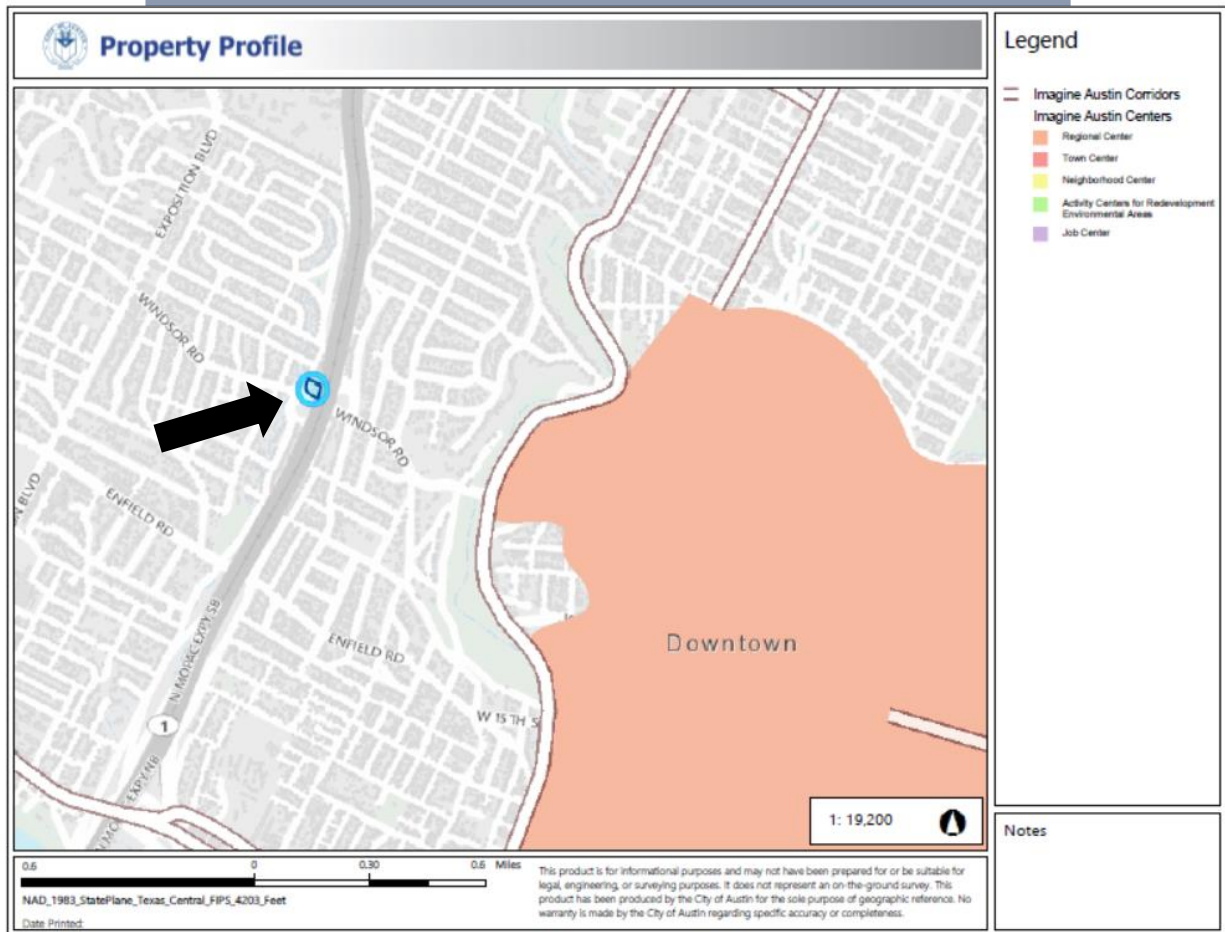 Property Profile
Legend
Imagine Austin Corridors
Imagine Austin Centers
Regional Center
Town Center
Neighborhood Center
Activity Centers for Redevelopment
Environmental Areas
Job Center
EXPOSITION BLVD
WINDSOR RD
WINDSOR RD
ENFIELD RD
N BLVD
N MOPAC EXPY SB
ENFIELD RD
Downtown
W 15TH S
1
EXPY NB
1: 19,200
Notes
0.6 0 0.30 0.6 Miles
NAD_1983_StatePlane_Texas_Central_FIPS_4203_Feet
Date Printed:
This product is for informational purposes and may not have been prepared for or be suitable for
legal, engineering, or surveying purposes. It does not represent an on-the-ground survey. This
product has been produced by the City of Austin for the sole purpose of geographic reference. No
warranty is made by the City of Austin regarding specific accuracy or completeness.